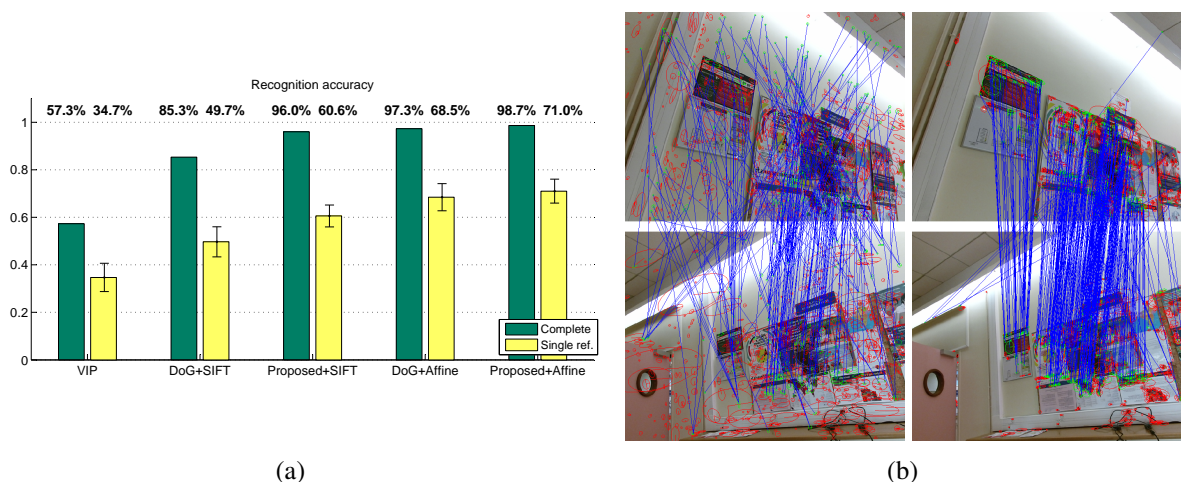 Recognition accuracy
57.3% 34.7% 85.3% 49.7% 96.0% 60.6% 97.3% 68.5% 98.7% 71.0%
1
0.8
0.6
0.4
0.2
0
Complete
Single ref.
VIP DoG+SIFT Proposed+SIFT DoG+Affine Proposed+Affine
(a) (b)